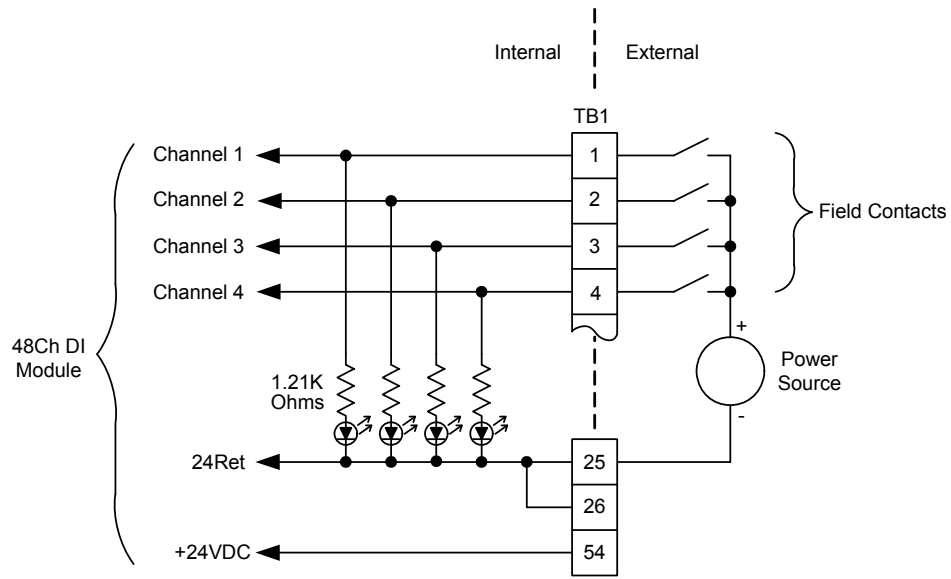 Internal
External
TB1
Channel 1
1
Channel 2
2
Channel 3
3
Channel 4
4
Field Contacts
48Ch DI
Module
1.21K
Ohms
+
Power
Source
-
24Ret
25
26
+24VDC
54